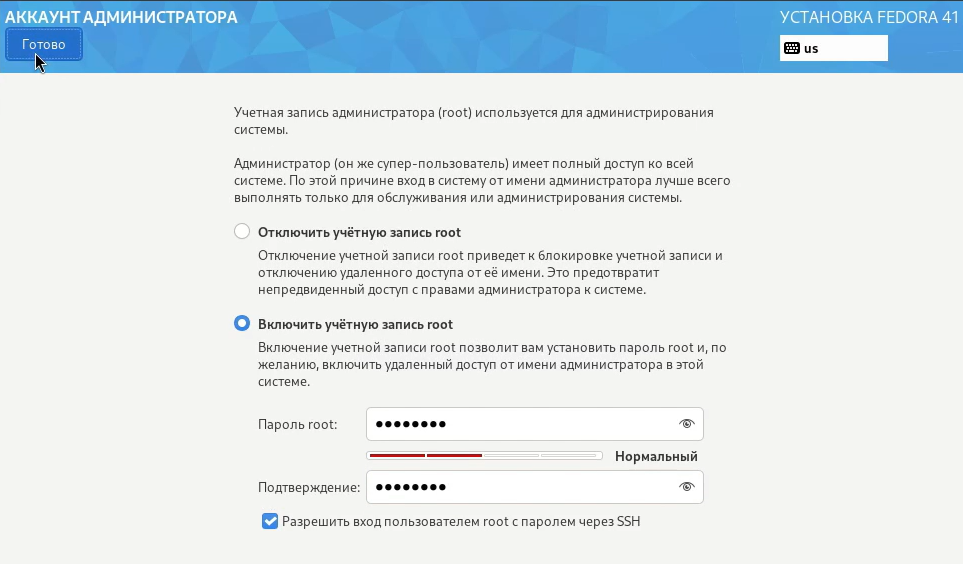 АККАУНТ АДМИНИСТРАТОРА
УСТАНОВКА FEDORA 41
Готово
us
Учетная запись администратора (root) используется для администрирования
системы.
Администратор (он же супер-пользователь) имеет полный доступ ко всей
системе. По этой причине вход в систему от имени администратора лучше всего
выполнять только для обслуживания или администрирования системы.
Отключить учётную запись root
Отключение учетной записи root приведет к блокировке учетной записи и
отключению удаленного доступа от её имени. Это предотвратит
непредвиденный доступ с правами администратора к системе.
Включить учётную запись root
Включение учетной записи root позволит вам установить пароль root и, по
желанию, включить удаленный доступ от имени администратора в этой
системе.
Пароль root:
Нормальный
Подтверждение:
Разрешить вход пользователем root с паролем через SSH